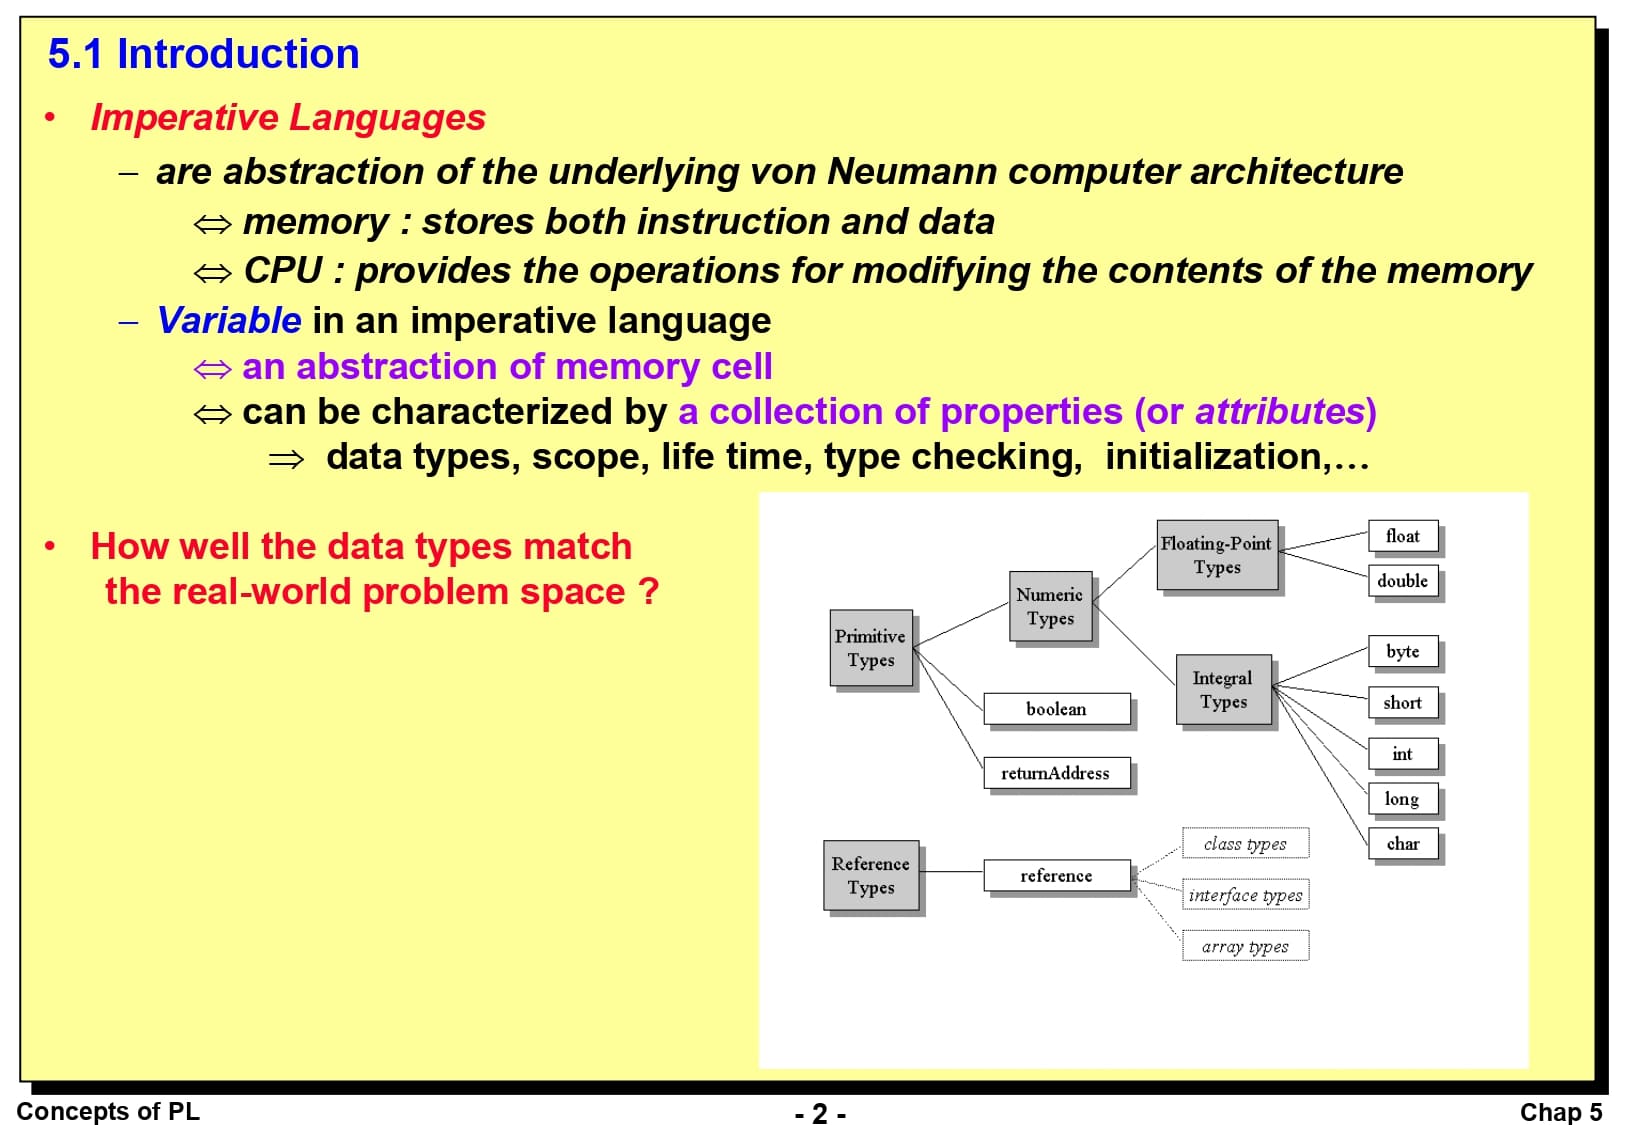 5.1 Introduction
• Imperative Languages
– are abstraction of the underlying von Neumann computer architecture
⇔ memory : stores both instruction and data
⇔ CPU : provides the operations for modifying the contents of the memory
– Variable in an imperative language
⇔ an abstraction of memory cell
⇔ can be characterized by a collection of properties (or attributes)
⇒ data types, scope, life time, type checking, initialization,…
• How well the data types match
the real-world problem space ?
Primitive
Types
Numeric
Types
Floating-Point
Types
float
double
Integral
Types
byte
short
int
long
char
boolean
returnAddress
Reference
Types
reference
class types
interface types
array types
Concepts of PL
- 2 -
Chap 5